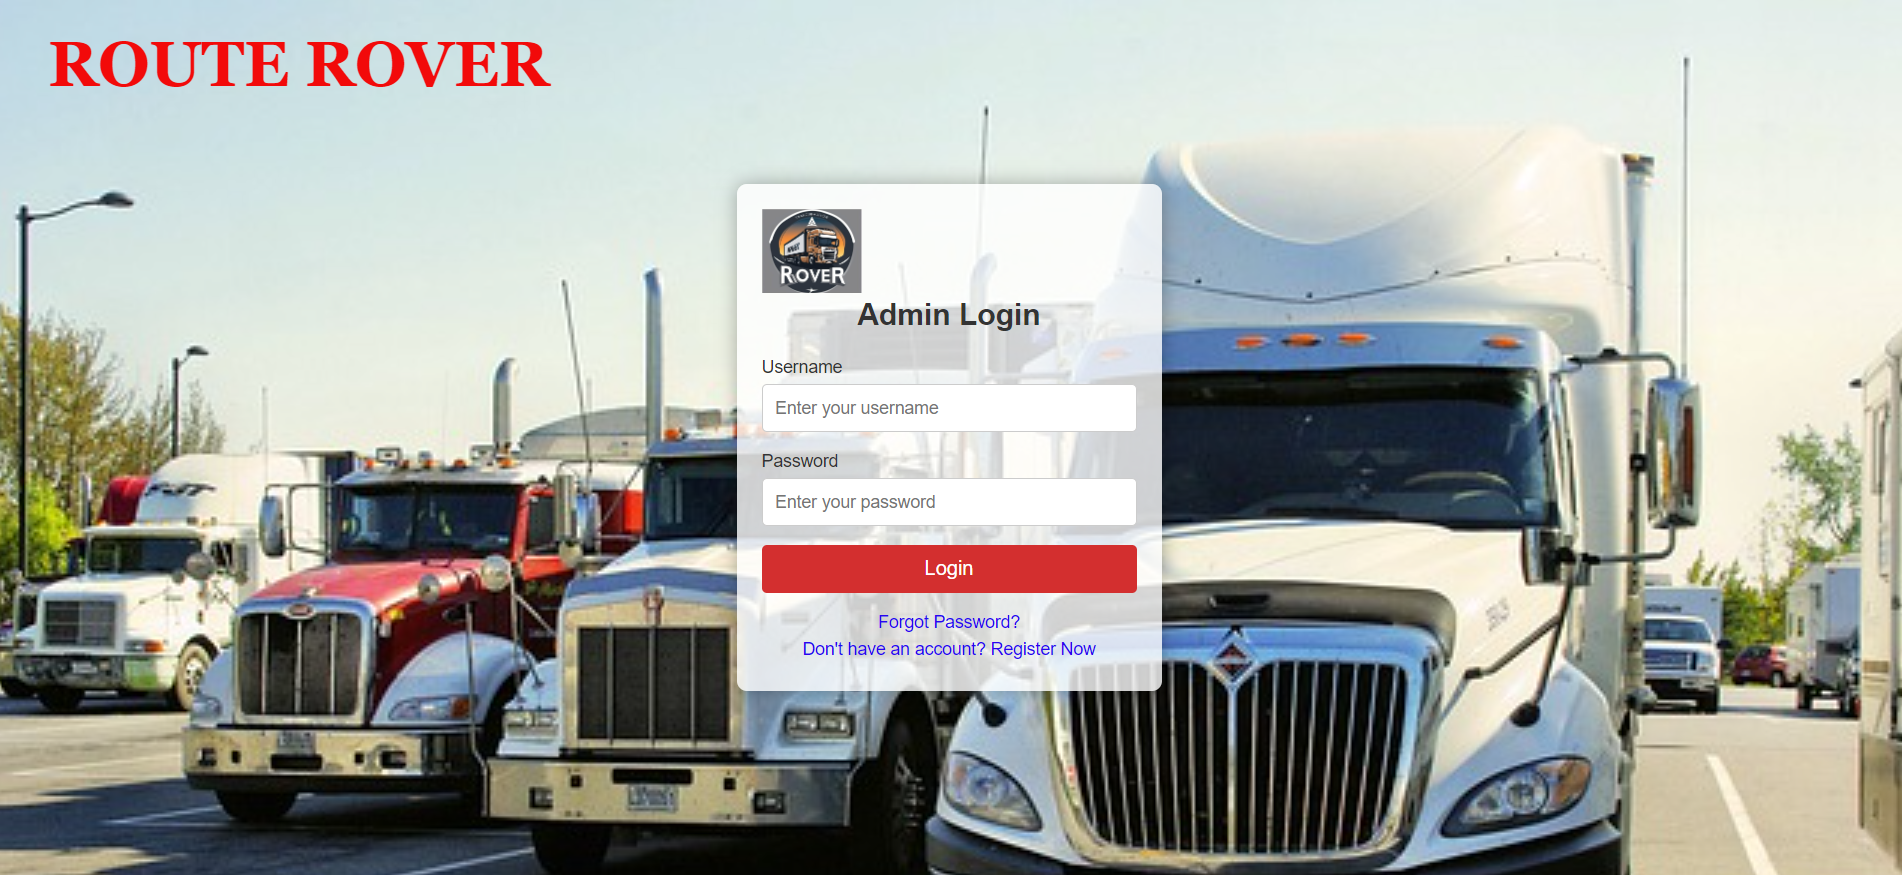 ROUTE ROVER
ROVER
Admin Login
Username
Enter your username
Password
Enter your password
Login
Forgot Password?
Don't have an account? Register Now